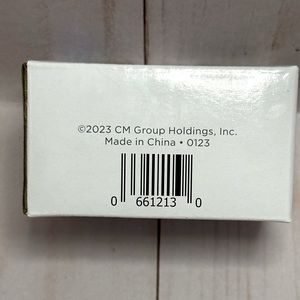 ©2023 CM Group Holdings, Inc.
Made in China • 0123
0 661213 0